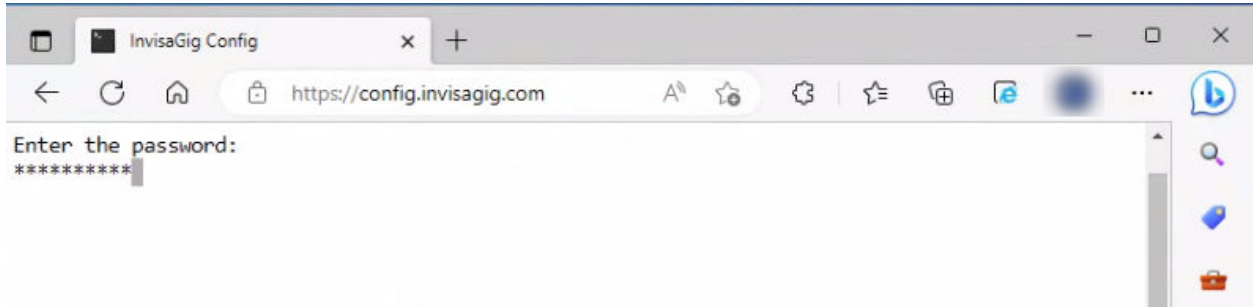 InvisaGig Config
https://config.invisagig.com
Enter the password:
**********